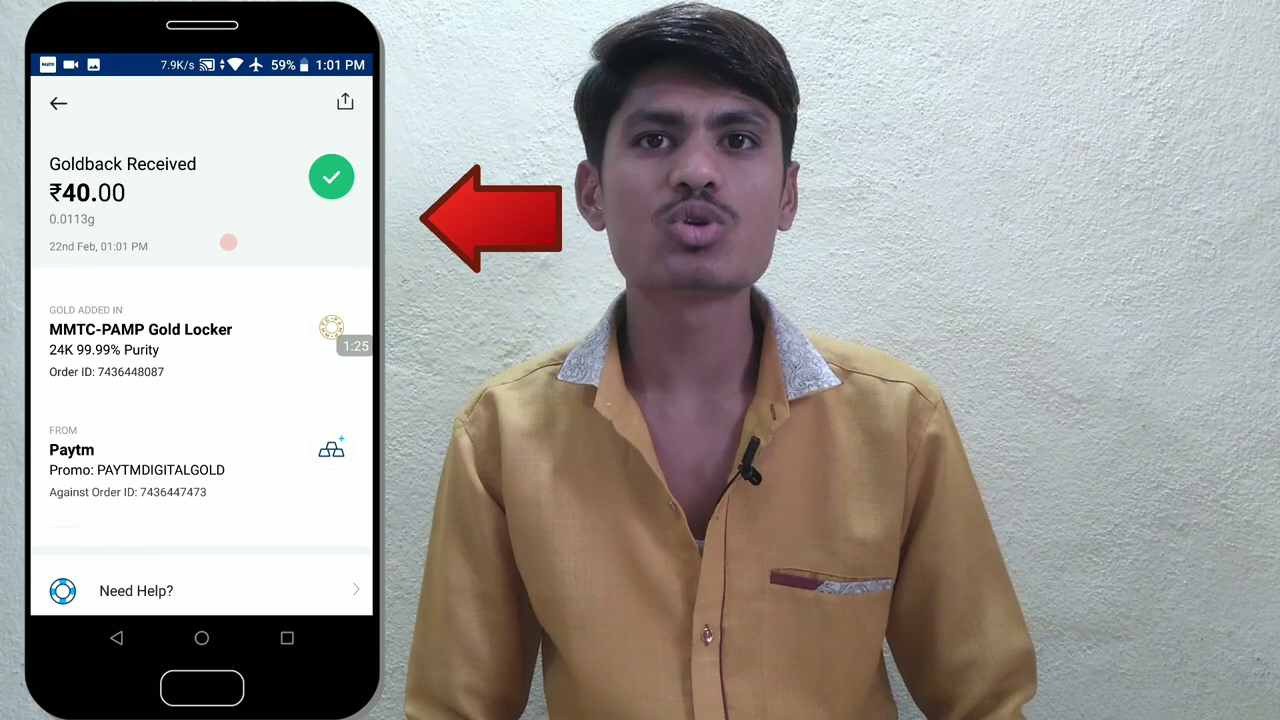 7.9K/s 59% 1:01 PM
Goldback Received
₹40.00
0.0113g
22nd Feb, 01:01 PM
GOLD ADDED IN
MMTC-PAMP Gold Locker
24K 99.99% Purity
1:25
Order ID: 7436448087
FROM
Paytm
Promo: PAYTMDIGITALGOLD
Against Order ID: 7436447473
Need Help?